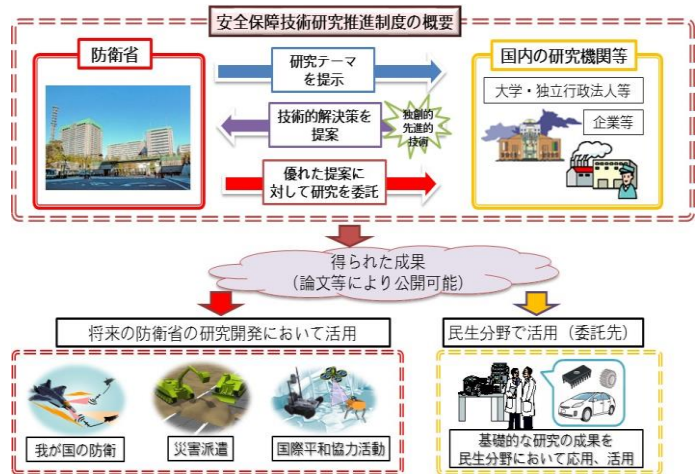 安全保障技術研究推進制度の概要
防衛省
国内の研究機関等
研究テーマ
を提示
大学・独立行政法人等
技術的解決策を
提案
独創的
先進的
技術
企業等
優れた提案に
対して研究を委託
得られた成果
(論文等により公開可能)
将来の防衛省の研究開発において活用
民生分野で活用(委託先)
我が国の防衛
災害派遣
国際平和協力活動
基礎的な研究の成果を
民生分野において応用、活用